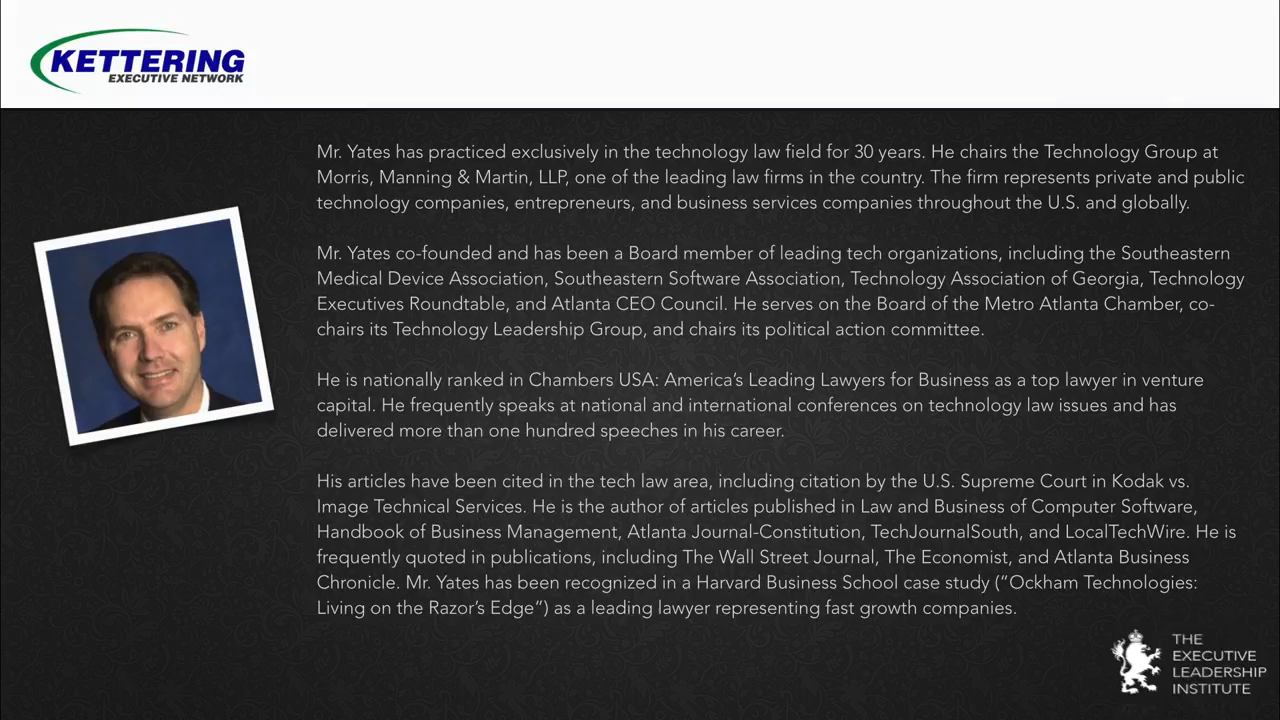 KETTERING
EXECUTIVE NETWORK
Mr. Yates has practiced exclusively in the technology law field for 30 years. He chairs the Technology Group at
Morris, Manning & Martin, LLP, one of the leading law firms in the country. The firm represents private and public
technology companies, entrepreneurs, and business services companies throughout the U.S. and globally.
Mr. Yates co-founded and has been a Board member of leading tech organizations, including the Southeastern
Medical Device Association, Southeastern Software Association, Technology Association of Georgia, Technology
Executives Roundtable, and Atlanta CEO Council. He serves on the Board of the Metro Atlanta Chamber, co-
chairs its Technology Leadership Group, and chairs its political action committee.
He is nationally ranked in Chambers USA: America's Leading Lawyers for Business as a top lawyer in venture
capital. He frequently speaks at national and international conferences on technology law issues and has
delivered more than one hundred speeches in his career.
His articles have been cited in the tech law area, including citation by the U.S. Supreme Court in Kodak vs.
Image Technical Services. He is the author of articles published in Law and Business of Computer Software,
Handbook of Business Management, Atlanta Journal-Constitution, TechJournalSouth, and LocalTechWire. He is
frequently quoted in publications, including The Wall Street Journal, The Economist, and Atlanta Business
Chronicle. Mr. Yates has been recognized in a Harvard Business School case study (“Ockham Technologies:
Living on the Razor's Edge”) as a leading lawyer representing fast growth companies.
THE
EXECUTIVE
LEADERSHIP
INSTITUTE